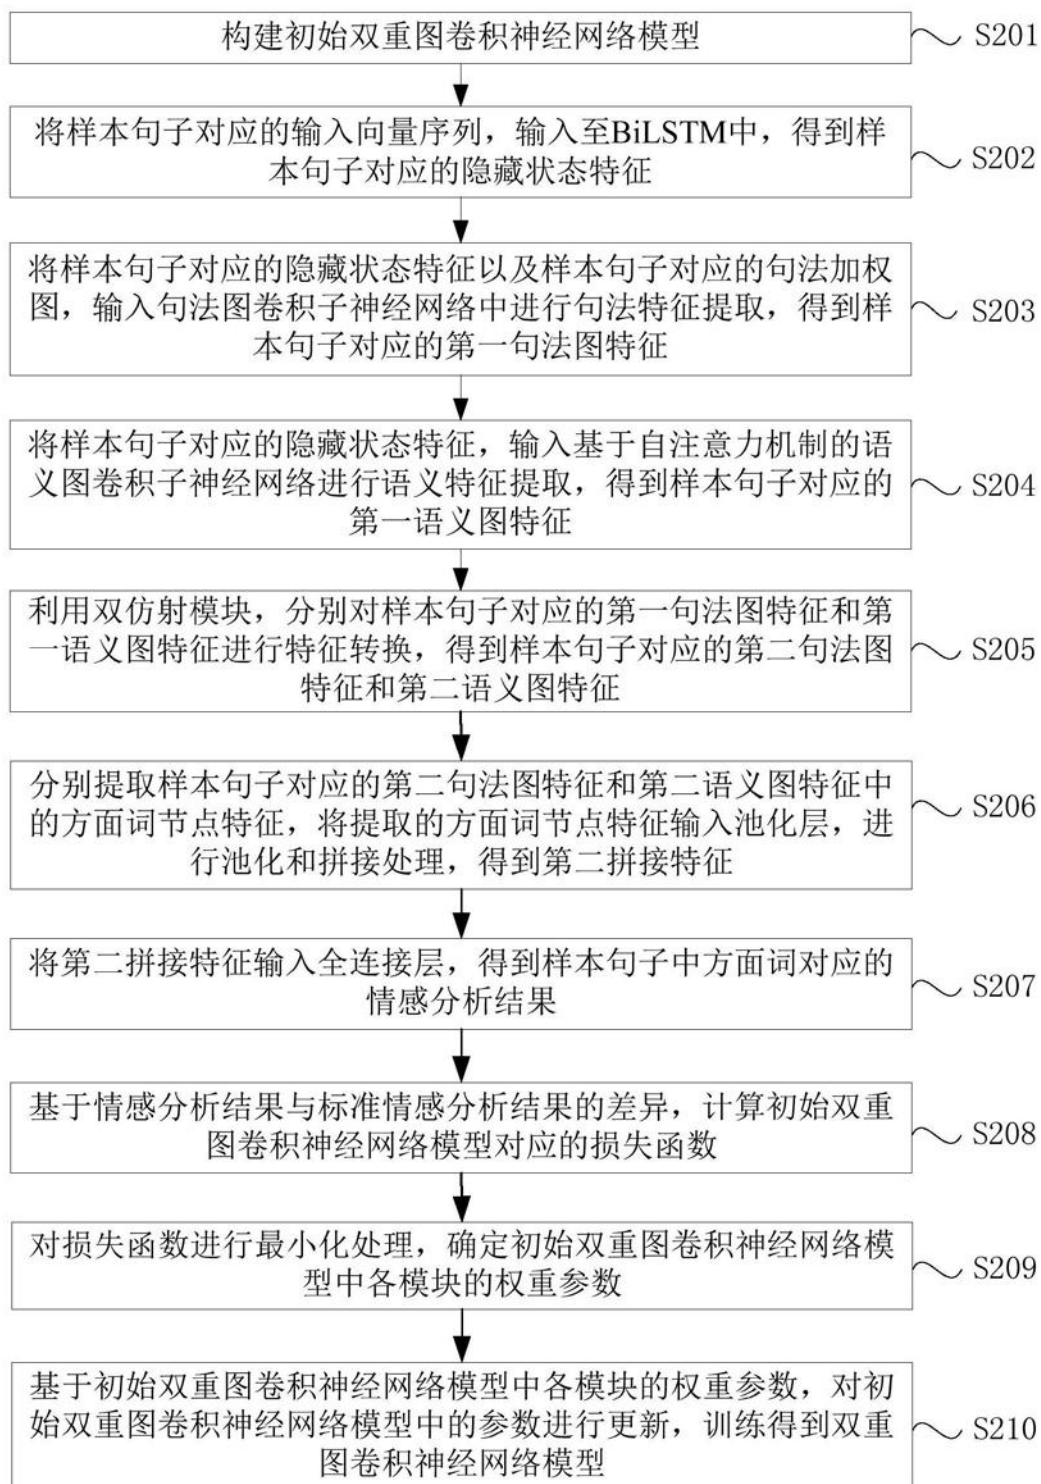 构建初始双重图卷积神经网络模型
S201
将样本句子对应的输入向量序列，输入至BiLSTM中，得到样
本句子对应的隐藏状态特征
S202
将样本句子对应的隐藏状态特征以及样本句子对应的句法加权
图，输入句法图卷积子神经网络中进行句法特征提取，得到样
本句子对应的第一句法图特征
S203
将样本句子对应的隐藏状态特征，输入基于自注意力机制的语
义图卷积子神经网络进行语义特征提取，得到样本句子对应的
第一语义图特征
S204
利用双仿射模块，分别对样本句子对应的第一句法图特征和第
一语义图特征进行特征转换，得到样本句子对应的第二句法图
特征和第二语义图特征
S205
分别提取样本句子对应的第二句法图特征和第二语义图特征中
的方面词节点特征，将提取的方面词节点特征输入池化层，进
行池化和拼接处理，得到第二拼接特征
S206
将第二拼接特征输入全连接层，得到样本句子中方面词对应的
情感分析结果
S207
基于情感分析结果与标准情感分析结果的差异，计算初始双重
图卷积神经网络模型对应的损失函数
S208
对损失函数进行最小化处理，确定初始双重图卷积神经网络模
型中各模块的权重参数
S209
基于初始双重图卷积神经网络模型中各模块的权重参数，对初
始双重图卷积神经网络模型中的参数进行更新，训练得到双重
图卷积神经网络模型
S210